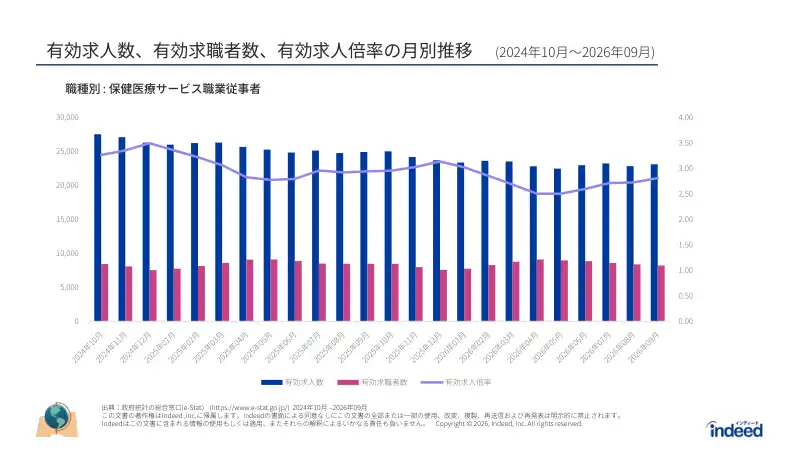 有効求人数、有効求職者数、有効求人倍率の月別推移 (2024年10月～2026年09月)
職種別 : 保健医療サービス職業従事者
30,000
25,000
20,000
15,000
10,000
5,000
0
4.00
3.50
3.00
2.50
2.00
1.50
1.00
0.50
0.00
2024年10月
2024年11月
2024年12月
2025年01月
2025年02月
2025年03月
2025年04月
2025年05月
2025年06月
2025年07月
2025年08月
2025年09月
2025年10月
2025年11月
2025年12月
2026年01月
2026年02月
2026年03月
2026年04月
2026年05月
2026年06月
2026年07月
2026年08月
2026年09月
有効求人数 有効求職者数 有効求人倍率
出典：政府統計の総合窓口(e-Stat） (https://www.e-stat.go.jp/) 2024年10月 –2026年09月
この文書の著作権はIndeed ,inc.に帰属します。Indeedの書面による同意なしにこの文書の全部または一部の使用、改変、複製、再送信および再発表は明示的に禁止されます。
Indeedはこの文書に含まれる情報の使用もしくは適用、またそれらの解釈によるいかなる責任も負いません。 Copyright © 2026, Indeed, Inc. All rights reserved.
インディード
indeed